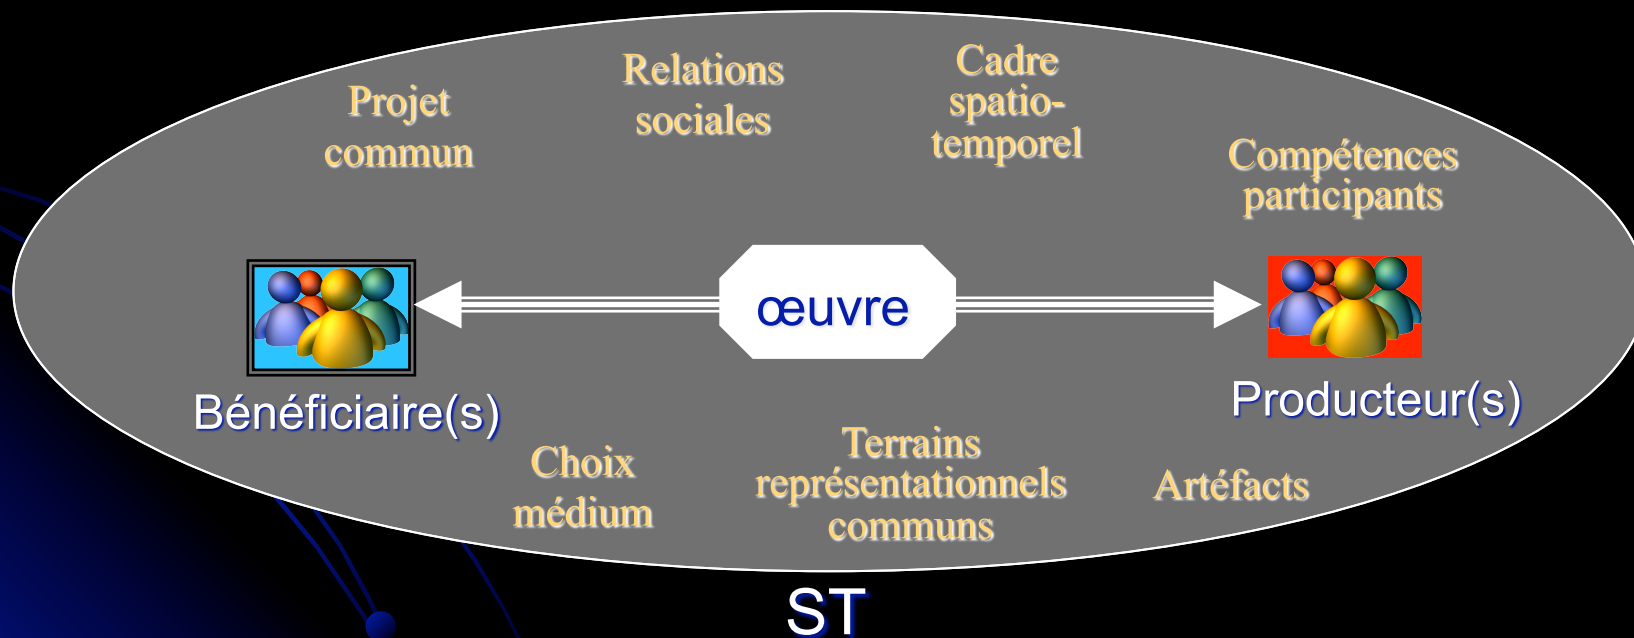 Projet
commun
Relations
sociales
Cadre
spatio-
temporel
Compétences
participants
œuvre
Bénéficiaire(s)
Producteur(s)
Choix
médium
Terrains
représentationnels
communs
Artéfacts
ST